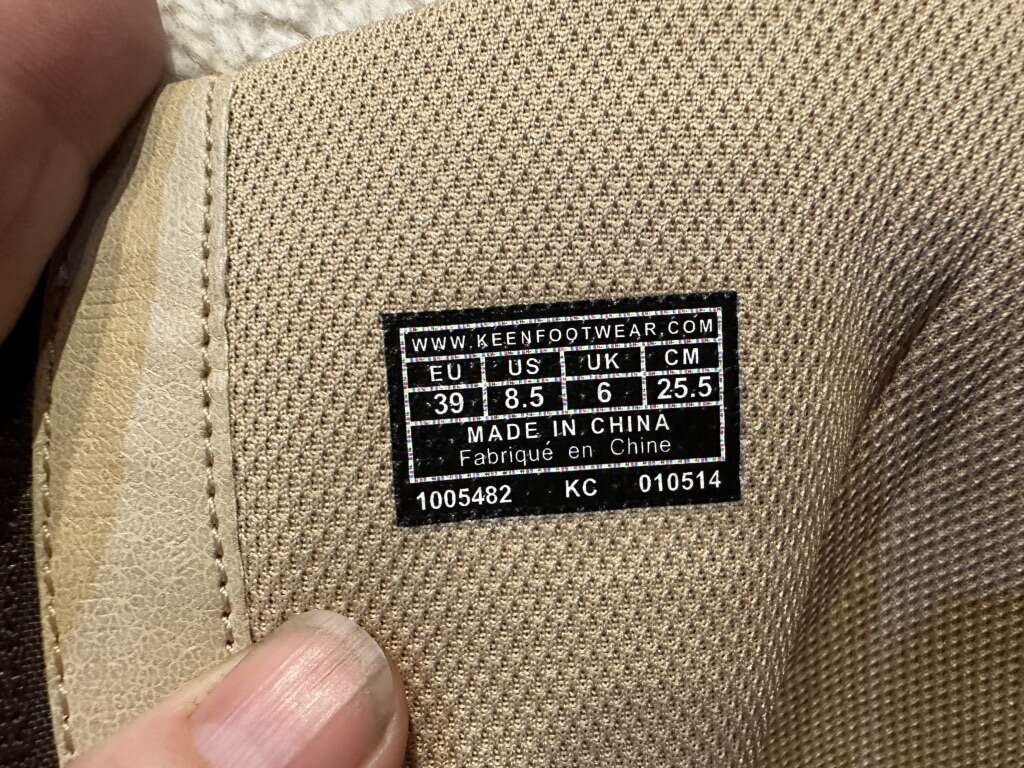 WWW.KEENFOOTWEAR.COM
EU US UK CM
39 8.5 6 25.5
MADE IN CHINA
Fabriqué en Chine
1005482 KC 010514